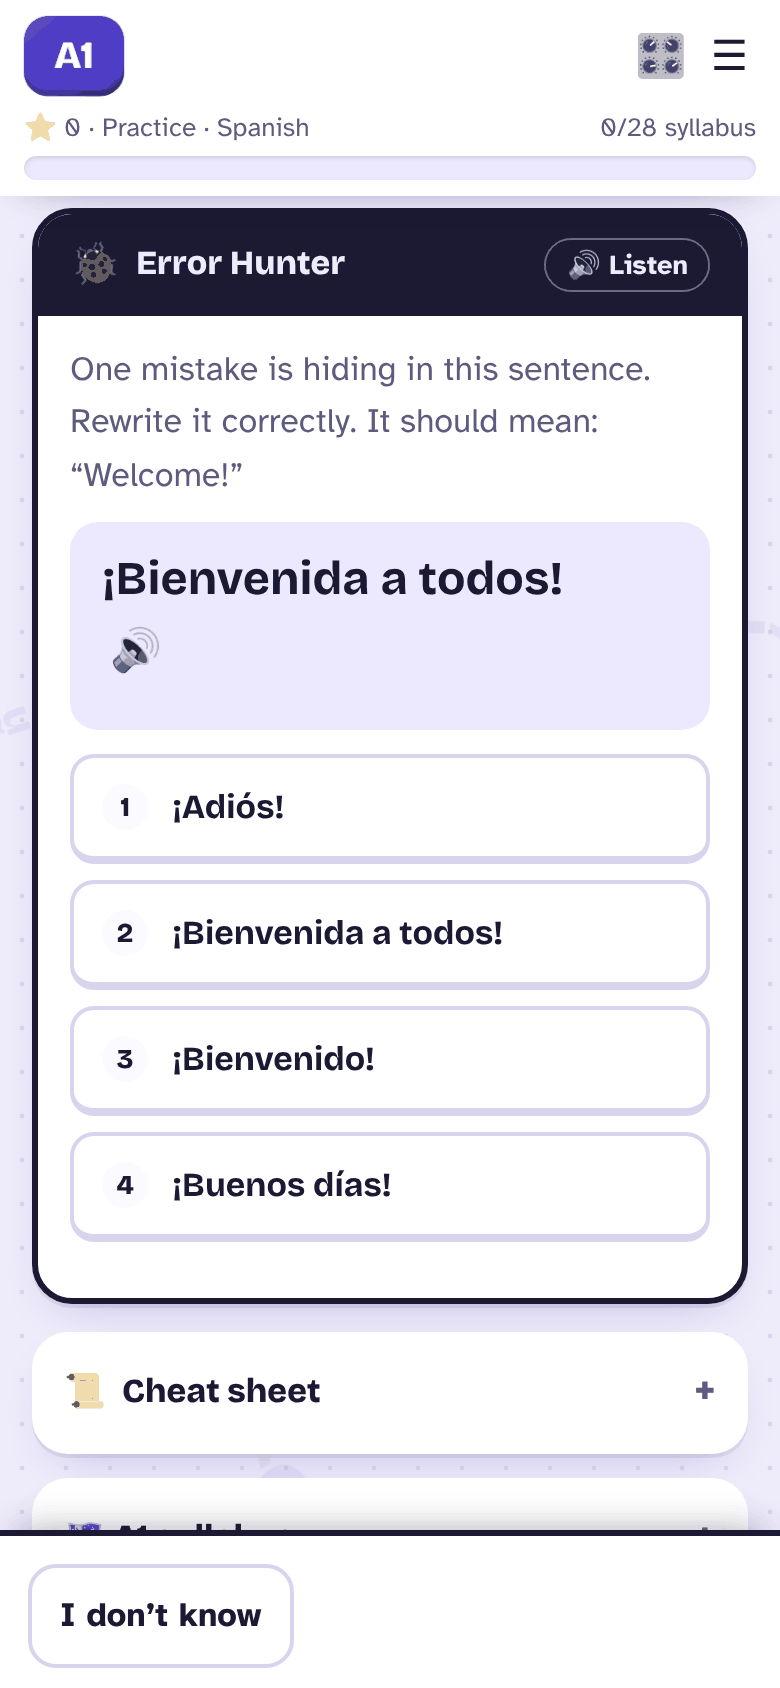 A1
0 · Practice · Spanish
0/28 syllabus
Error Hunter
Listen
One mistake is hiding in this sentence.
Rewrite it correctly. It should mean:
“Welcome!”
¡Bienvenida a todos!
1 ¡Adiós!
2 ¡Bienvenida a todos!
3 ¡Bienvenido!
4 ¡Buenos días!
Cheat sheet
I don’t know